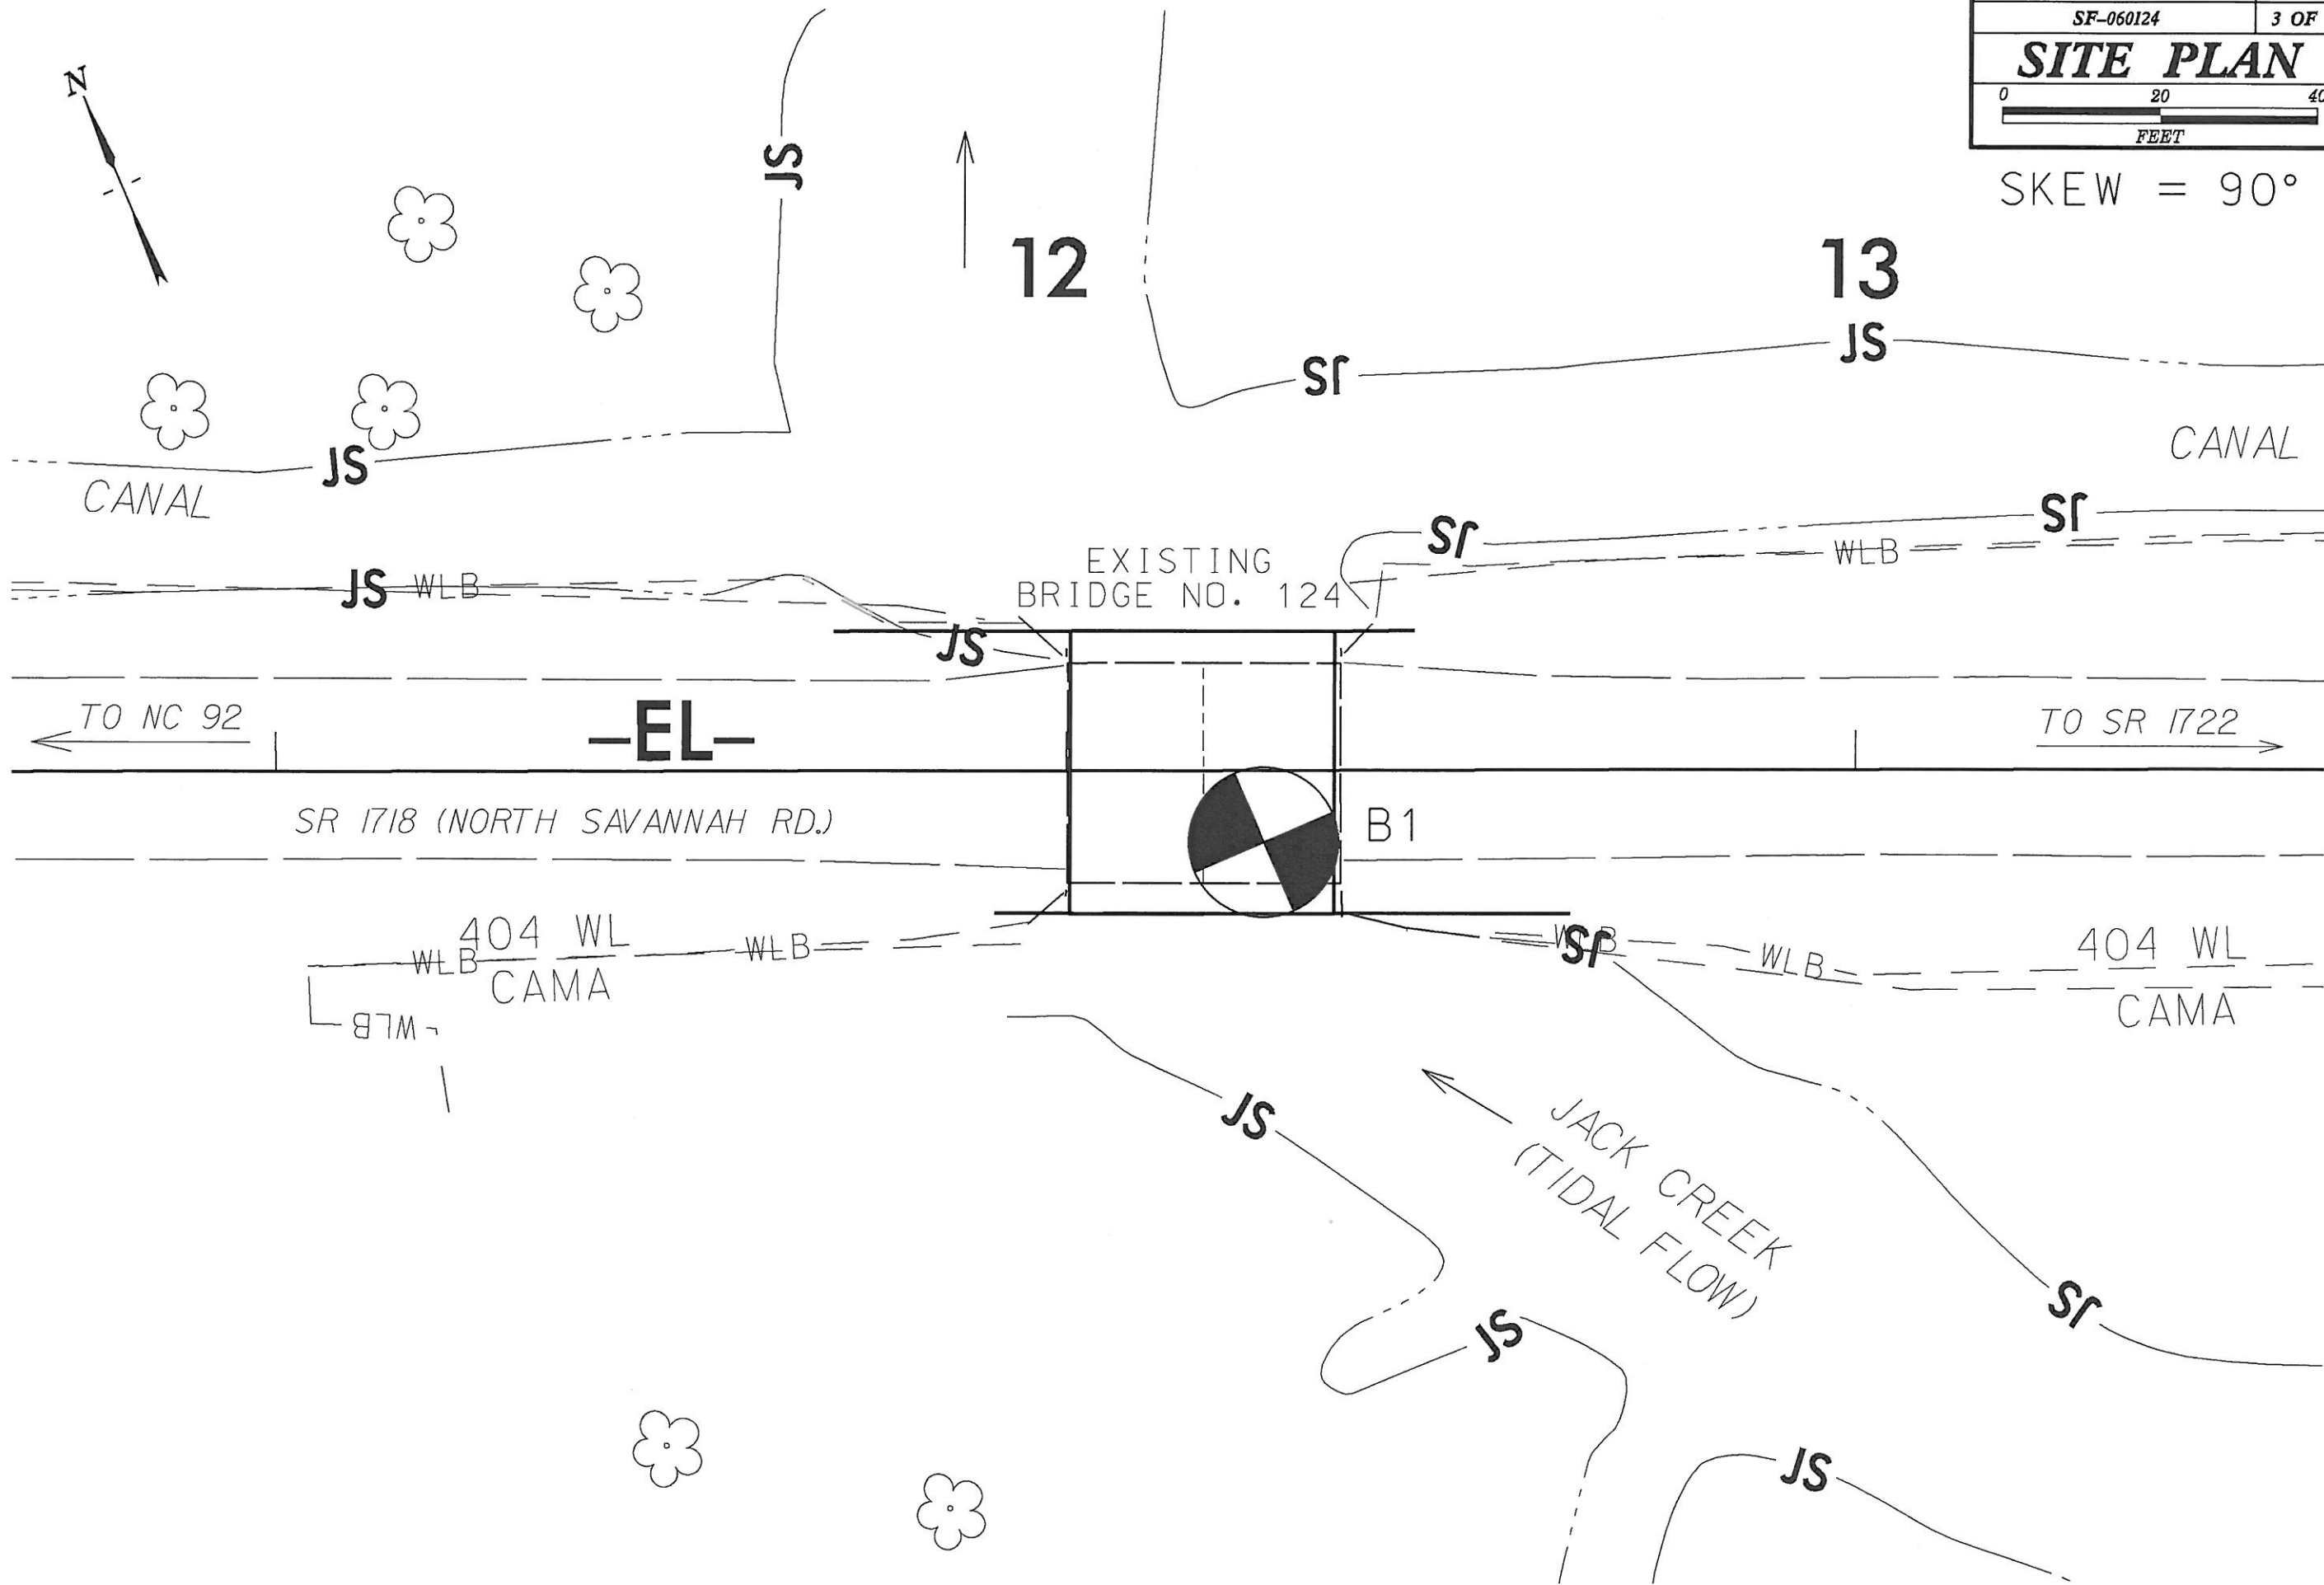 SF-060124 3 OF
SITE PLAN
0 20 40
FEET
SKEW = 90°
N
JS
12
13
JS
JS
JS
CANAL
CANAL
JS
JS
WLB
EXISTING
BRIDGE NO. 124
JS WLB
JS
TO NC 92
-EL-
TO SR 1722
SR 1718 (NORTH SAVANNAH RD.)
B1
404 WL
WLB
WLB
CAMA
WLB
WLB
JS
WLB
404 WL
CAMA
JS
JACK CREEK
(TIDAL FLOW)
JS
JS
JS